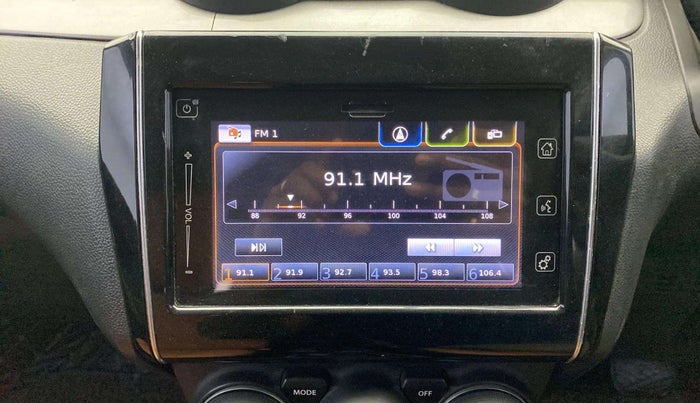 FM 1
91.1 MHz
88 92 96 100 104 108
VOL
1 91.1 2 91.9 3 92.7 4 93.5 5 98.3 6 106.4
MODE OFF